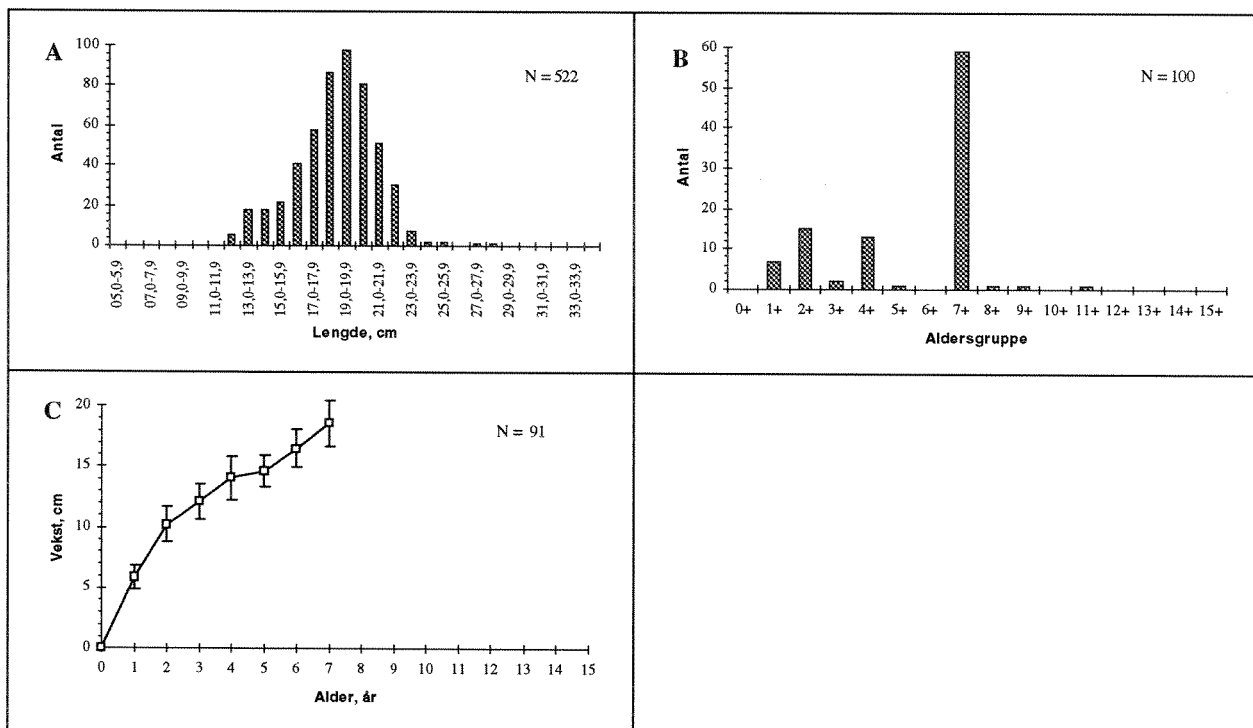 A
N = 522
Antal
100
80
60
40
20
0
05,0-5,9
07,0-7,9
09,0-9,9
11,0-11,9
13,0-13,9
15,0-15,9
17,0-17,9
19,0-19,9
21,0-21,9
23,0-23,9
25,0-25,9
27,0-27,9
29,0-29,9
31,0-31,9
33,0-33,9
Lengde, cm
B
N = 100
Antal
60
50
40
30
20
10
0
0+ 1+ 2+ 3+ 4+ 5+ 6+ 7+ 8+ 9+ 10+ 11+ 12+ 13+ 14+ 15+
Aldersgruppe
C
N = 91
Vekst, cm
20
15
10
5
0
0 1 2 3 4 5 6 7 8 9 10 11 12 13 14 15
Alder, år